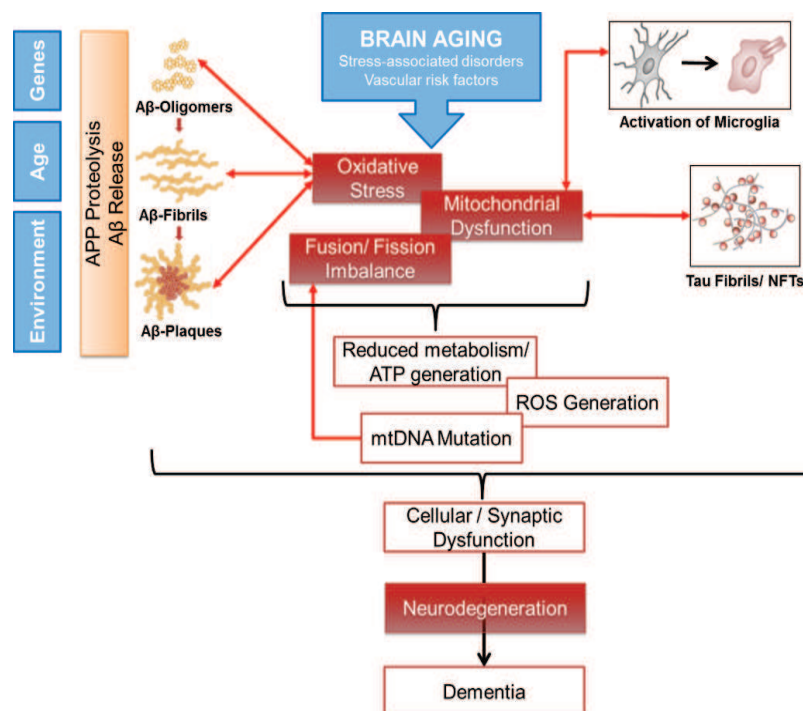 Genes
Age
Environment
APP Proteolysis
Aβ Release
Aβ-Oligomers
Aβ-Fibrils
Aβ-Plaques
BRAIN AGING
Stress-associated disorders
Vascular risk factors
Oxidative
Stress
Mitochondrial
Dysfunction
Fusion/ Fission
Imbalance
Activation of Microglia
Tau Fibrils/ NFTs
Reduced metabolism/
ATP generation
ROS Generation
mtDNA Mutation
Cellular / Synaptic
Dysfunction
Neurodegeneration
Dementia